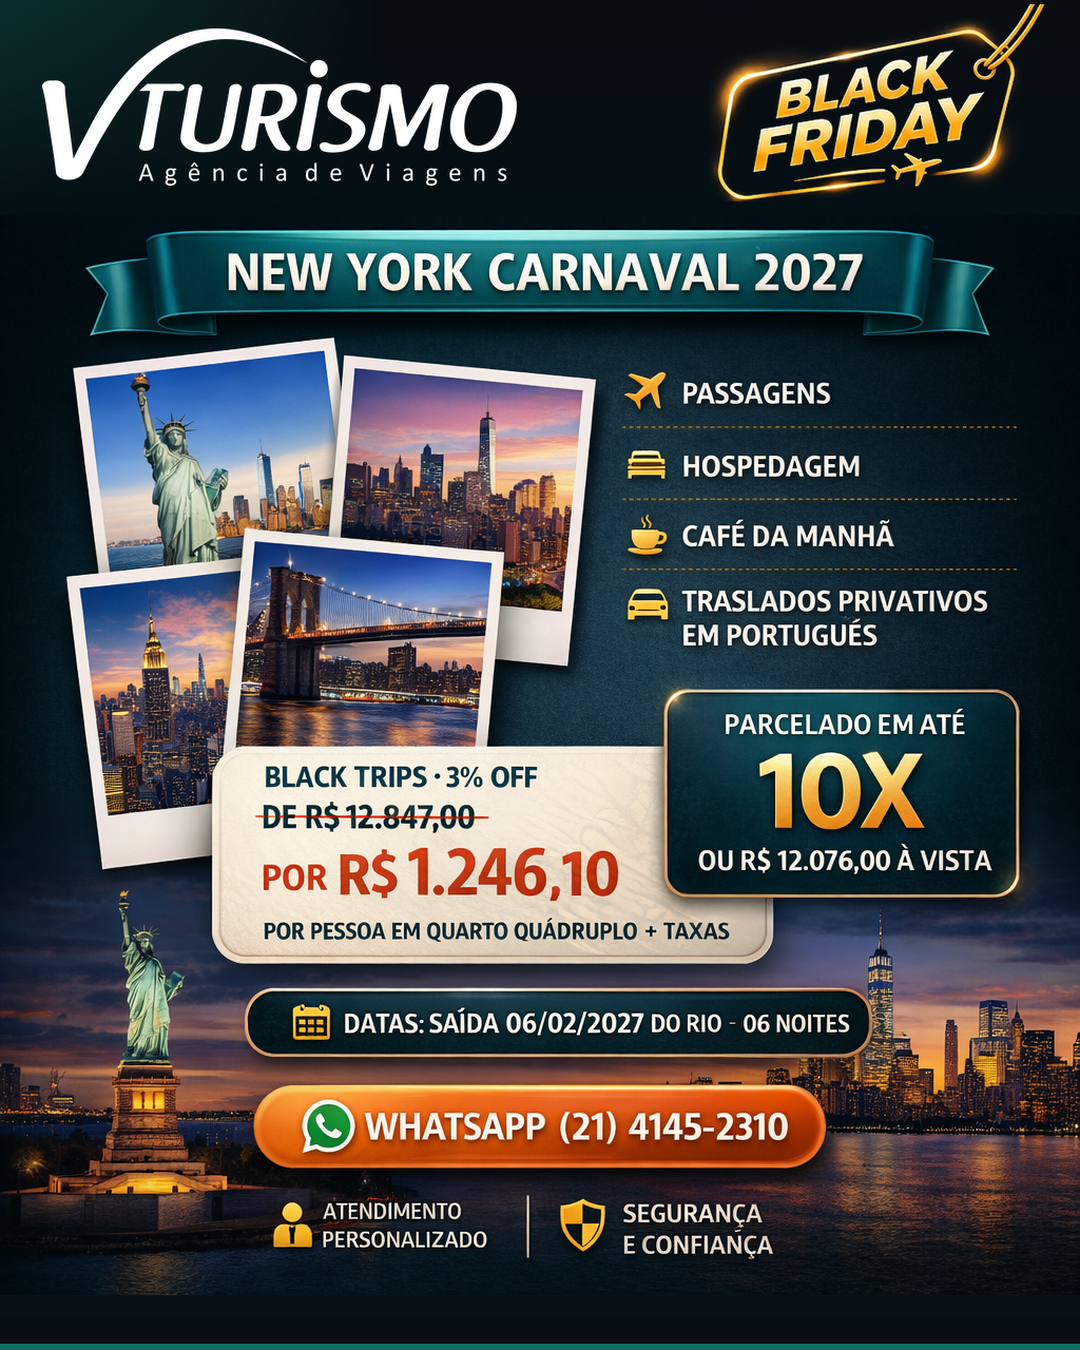 VTURISMO
Agência de Viagens
BLACK
FRIDAY
NEW YORK CARNAVAL 2027
PASSAGENS
HOSPEDAGEM
CAFÉ DA MANHÃ
TRASLADOS PRIVATIVOS
EM PORTUGUÉS
PARCELADO EM ATÉ
10X
OU R$ 12.076,00 À VISTA
BLACK TRIPS · 3% OFF
DE R$ 12.847,00
POR R$ 1.246,10
POR PESSOA EM QUARTO QUÁDRUPLO + TAXAS
DATAS: SAÍDA 06/02/2027 DO RIO - 06 NOITES
WHATSAPP (21) 4145-2310
ATENDIMENTO
PERSONALIZADO
SEGURANÇA
E CONFIANÇA